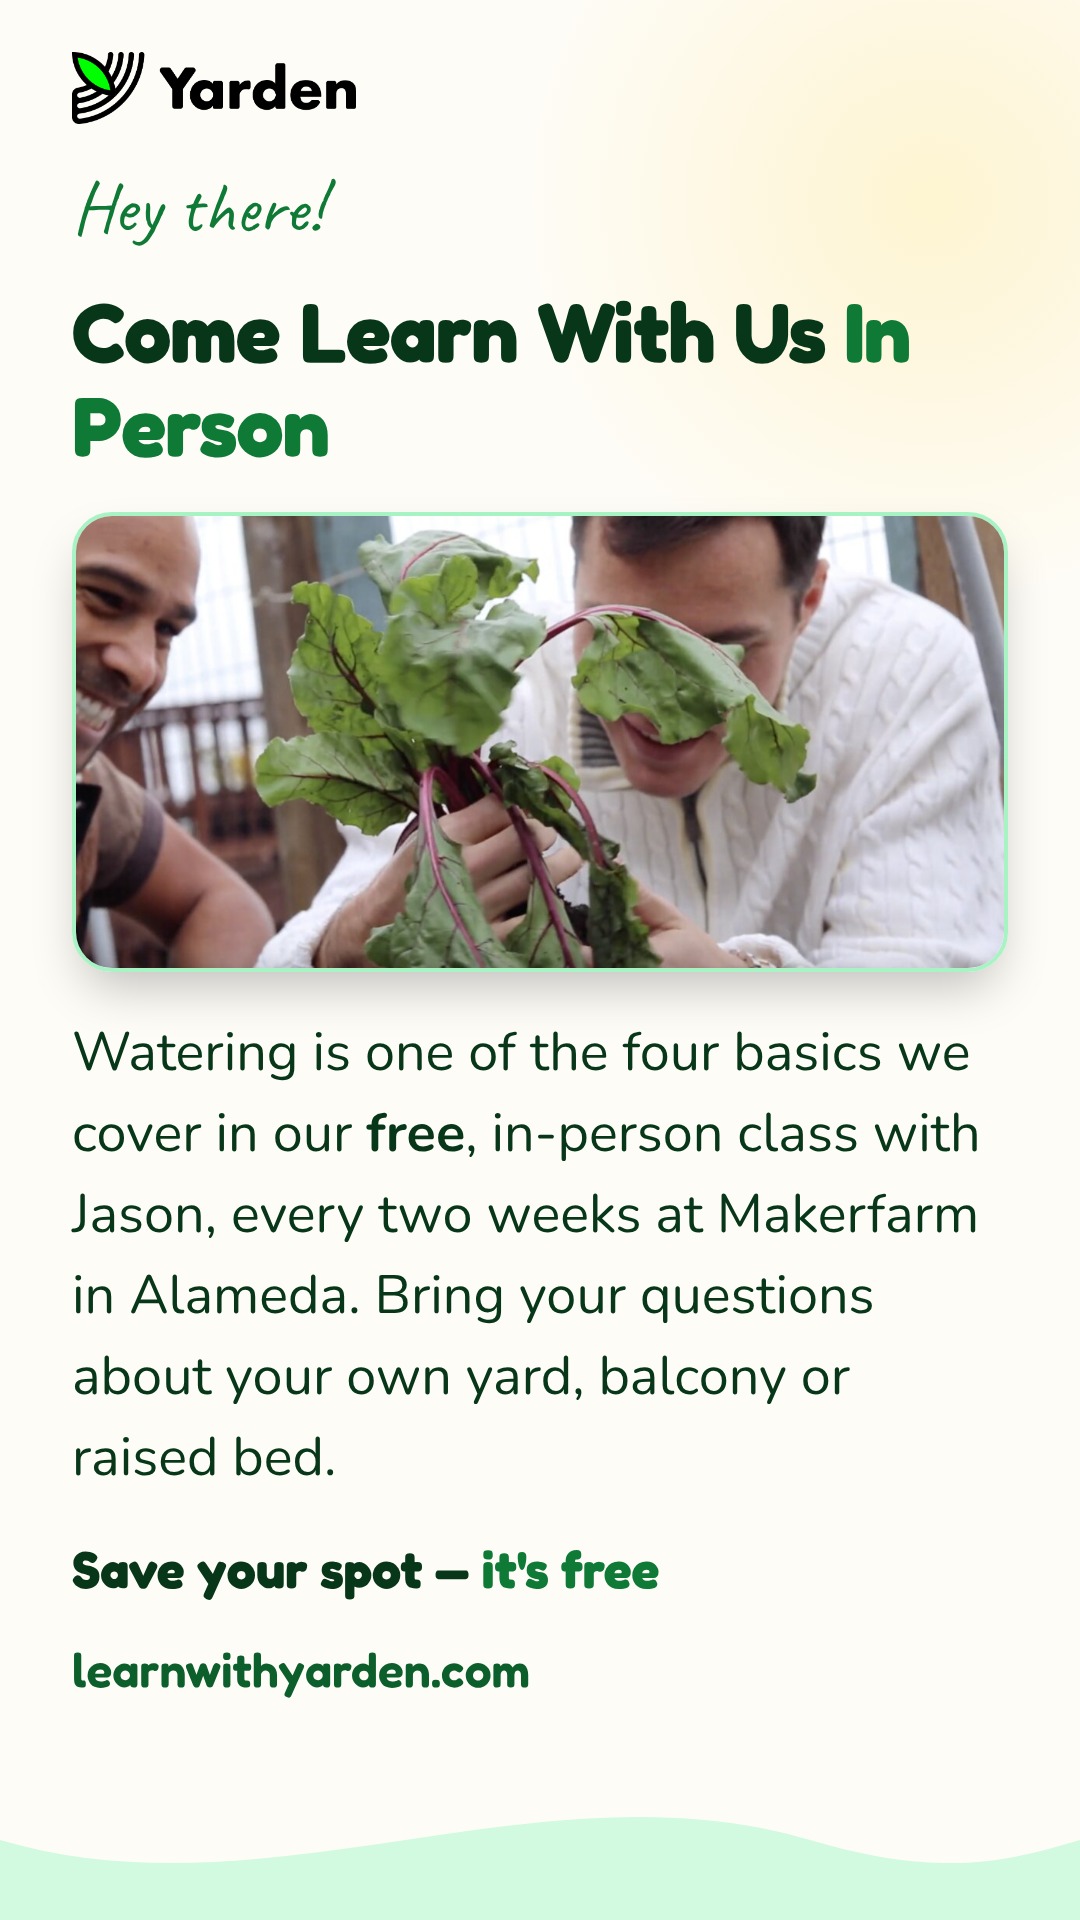 Yarden
Hey there!
Come Learn With Us In
Person
Watering is one of the four basics we
cover in our free, in-person class with
Jason, every two weeks at Makerfarm
in Alameda. Bring your questions
about your own yard, balcony or
raised bed.
Save your spot — it's free
learnwithyarden.com